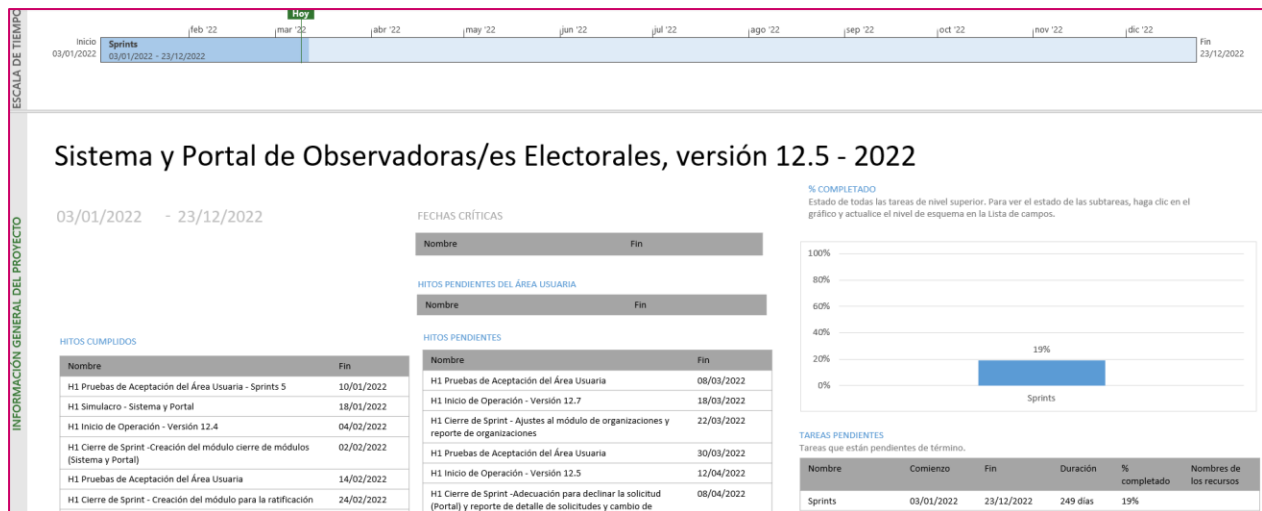 ESCALA DE TIEMPO
Hoy
feb '22 mar '22 abr '22 may '22 jun '22 jul '22 ago '22 sep '22 oct '22 nov '22 dic '22
Inicio
03/01/2022
Sprints
03/01/2022 - 23/12/2022
Fin
23/12/2022
INFORMACIÓN GENERAL DEL PROYECTO
Sistema y Portal de Observadoras/es Electorales, versión 12.5 - 2022
03/01/2022 - 23/12/2022
HITOS CUMPLIDOS
Nombre Fin
H1 Pruebas de Aceptación del Área Usuaria - Sprints 5 10/01/2022
H1 Simulacro - Sistema y Portal 18/01/2022
H1 Inicio de Operación - Versión 12.4 04/02/2022
H1 Cierre de Sprint -Creación del módulo cierre de módulos 02/02/2022
(Sistema y Portal)
H1 Pruebas de Aceptación del Área Usuaria 14/02/2022
H1 Cierre de Sprint - Creación del módulo para la ratificación 24/02/2022
FECHAS CRÍTICAS
Nombre Fin
HITOS PENDIENTES DEL ÁREA USUARIA
Nombre Fin
HITOS PENDIENTES
Nombre Fin
H1 Pruebas de Aceptación del Área Usuaria 08/03/2022
H1 Inicio de Operación - Versión 12.7 18/03/2022
H1 Cierre de Sprint - Ajustes al módulo de organizaciones y 22/03/2022
reporte de organizaciones
H1 Pruebas de Aceptación del Área Usuaria 30/03/2022
H1 Inicio de Operación - Versión 12.5 12/04/2022
H1 Cierre de Sprint -Adecuación para declinar la solicitud 08/04/2022
(Portal) y reporte de detalle de solicitudes y cambio de
% COMPLETADO
Estado de todas las tareas de nivel superior. Para ver el estado de las subtareas, haga clic en el
gráfico y actualice el nivel de esquema en la Lista de campos.
100%
80%
60%
40%
20%
0%
19%
Sprints
TAREAS PENDIENTES
Tareas que están pendientes de término.
Nombre Comienzo Fin Duración % Nombres de
completado los recursos
Sprints 03/01/2022 23/12/2022 249 días 19%